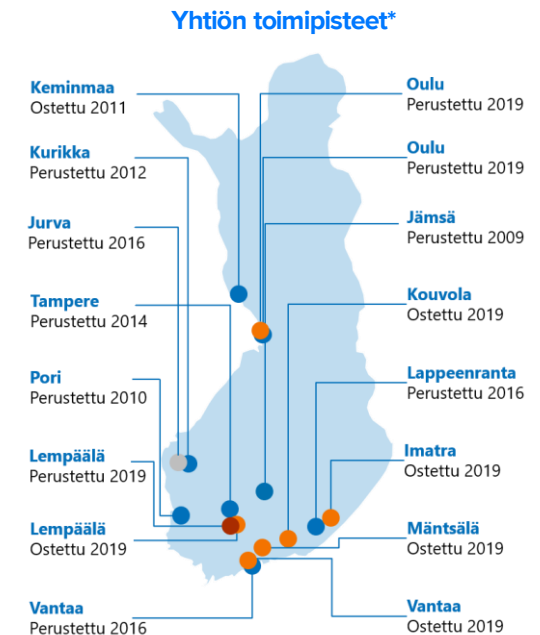 Yhtiön toimipisteet*
Keminmaa
Ostettu 2011
Kurikka
Perustettu 2012
Jurva
Perustettu 2016
Tampere
Perustettu 2014
Pori
Perustettu 2010
Lempäälä
Perustettu 2019
Lempäälä
Ostettu 2019
Vantaa
Perustettu 2016
Oulu
Perustettu 2019
Oulu
Perustettu 2019
Jämsä
Perustettu 2009
Kouvola
Ostettu 2019
Lappeenranta
Perustettu 2016
Imatra
Ostettu 2019
Mäntsälä
Ostettu 2019
Vantaa
Ostettu 2019